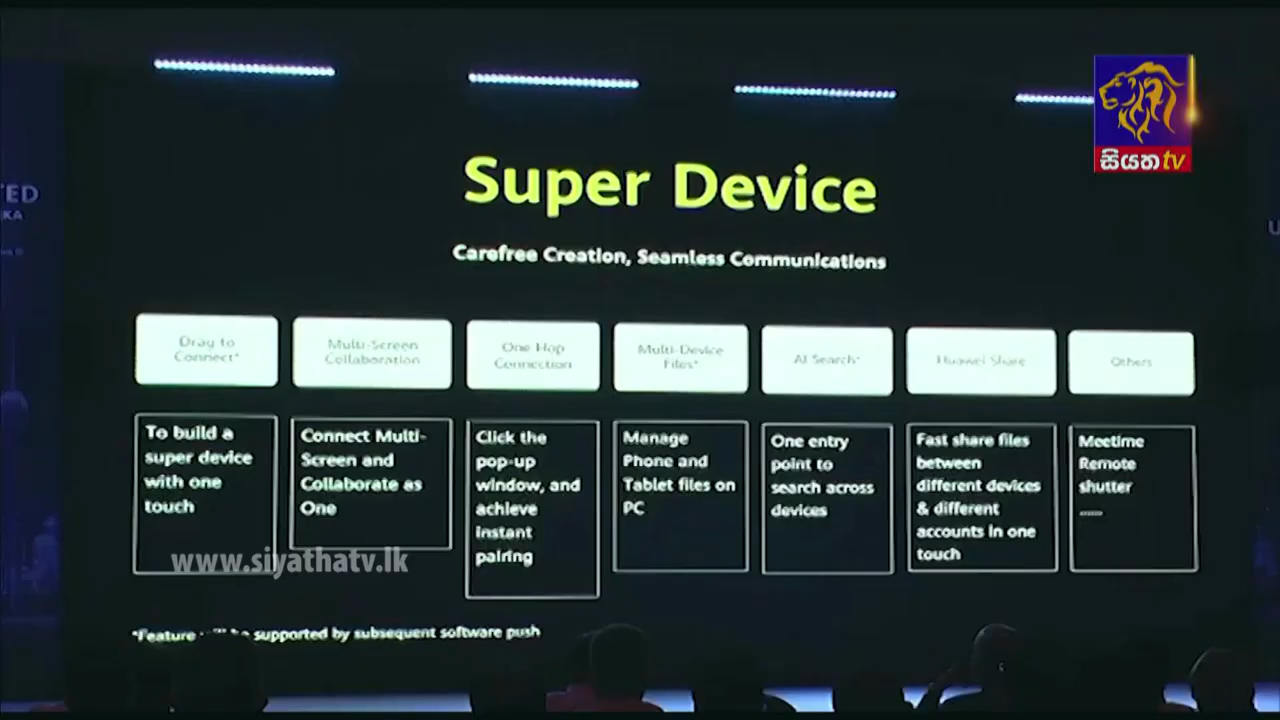 සියත tv
TED
KA
Super Device
Carefree Creation, Seamless Communications
Drag to
Connect*
To build a
super device
with one
touch
Multi-Screen
Collaboration
Connect Multi-
Screen and
Collaborate as
One
One Hop
Connection
Click the
pop-up
window, and
achieve
instant
pairing
Multi-Device
Files*
Manage
Phone and
Tablet files on
PC
AI Search*
One entry
point to
search across
devices
Huawei Share
Fast share files
between
different devices
& different
accounts in one
touch
Others
Meetime
Remote
shutter
www.siyathatv.lk
*Feature will be supported by subsequent software push